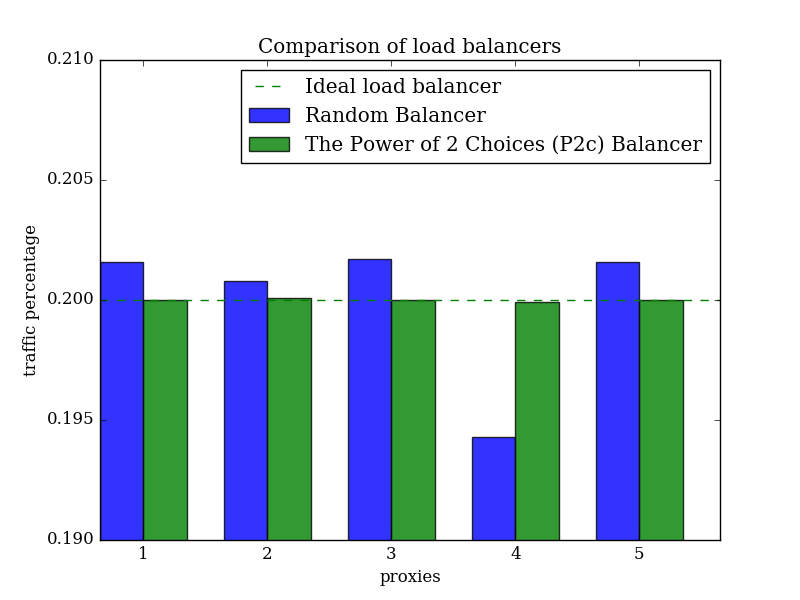 Comparison of load balancers
0.210
Ideal load balancer
Random Balancer
The Power of 2 Choices (P2c) Balancer
0.205
0.200
0.195
0.190
traffic percentage
1 2 3 4 5
proxies